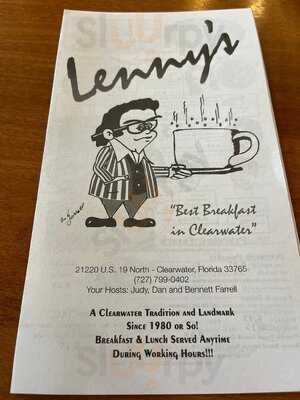 Lenny's
"Best Breakfast
in Clearwater"
21220 U.S. 19 North - Clearwater, Florida 33765
(727) 799-0402
Your Hosts: Judy, Dan and Bennett Farrell
A Clearwater Tradition and Landmark
Since 1980 or So!
Breakfast & Lunch Served Anytime
During Working Hours!!!